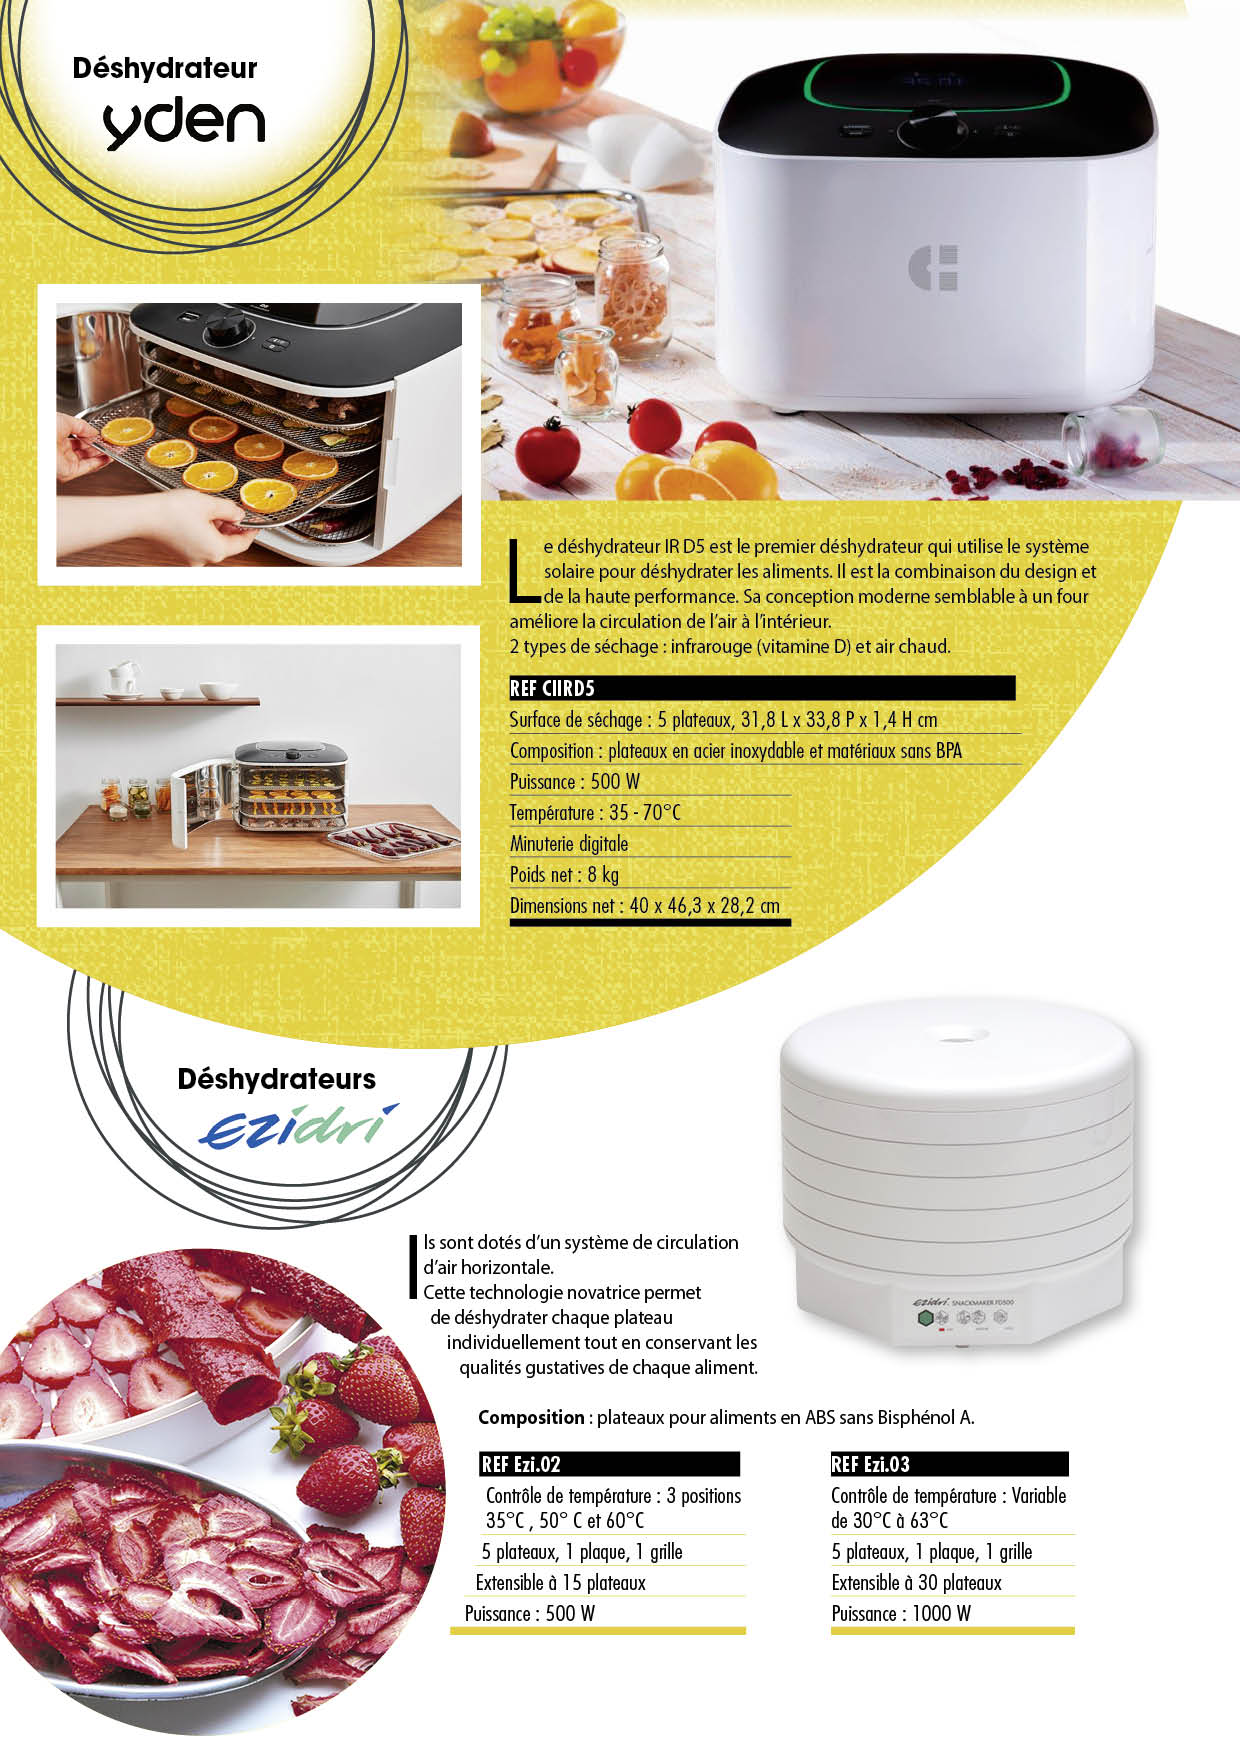 Déshydrateur
yden
Le déshydrateur IR D5 est le premier déshydrateur qui utilise le système
solaire pour déshydrater les aliments. Il est la combinaison du design et
de la haute performance. Sa conception moderne semblable à un four
améliore la circulation de l'air à l'intérieur.
2 types de séchage : infrarouge (vitamine D) et air chaud.
REF CIIRD5
Surface de séchage : 5 plateaux, 31,8 L x 33,8 P x 1,4 H cm
Composition : plateaux en acier inoxydable et matériaux sans BPA
Puissance : 500 W
Température : 35 - 70°C
Minuterie digitale
Poids net : 8 kg
Dimensions net : 40 x 46,3 x 28,2 cm
Déshydrateurs
Ezidri
Ils sont dotés d'un système de circulation
d'air horizontale.
Cette technologie novatrice permet
de déshydrater chaque plateau
individuellement tout en conservant les
qualités gustatives de chaque aliment.
Ezidri SNACKMAKER FD500
Composition : plateaux pour aliments en ABS sans Bisphénol A.
REF Ezi.02
Contrôle de température : 3 positions
35°C , 50° C et 60°C
5 plateaux, 1 plaque, 1 grille
Extensible à 15 plateaux
Puissance : 500 W
REF Ezi.03
Contrôle de température : Variable
de 30°C à 63°C
5 plateaux, 1 plaque, 1 grille
Extensible à 30 plateaux
Puissance : 1000 W